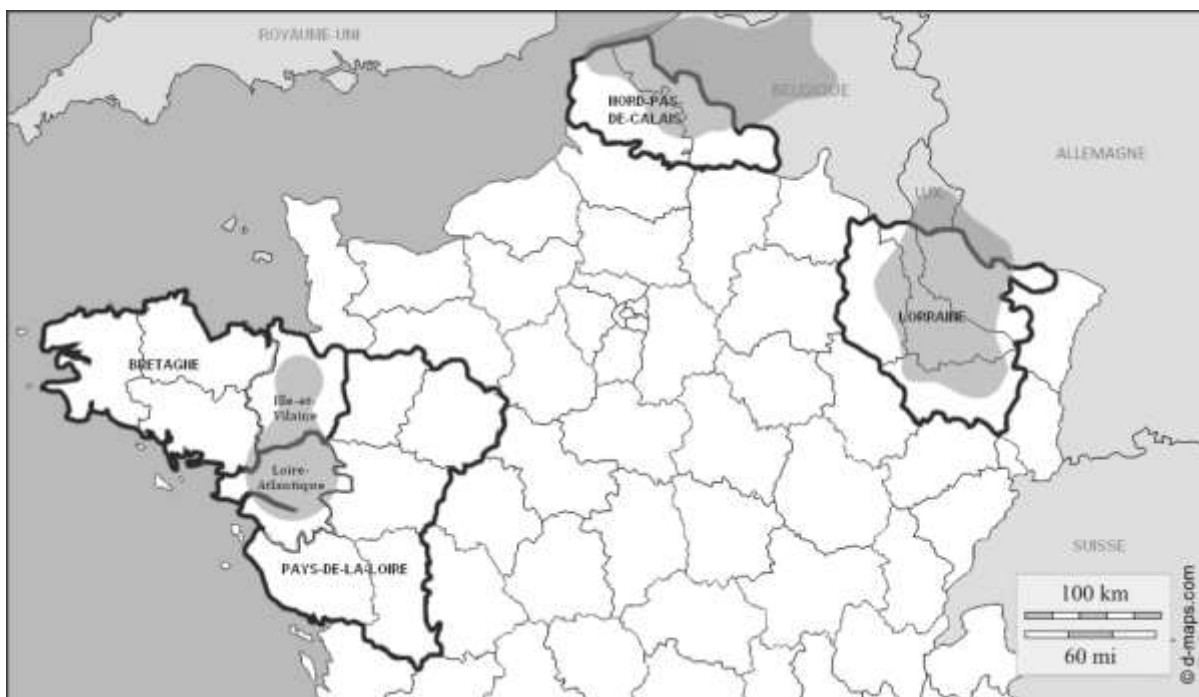 ROYAUME-UNI
NORD-PAS-
DE-CALAIS
BELGIQUE
ALLEMAGNE
LUX.
LORRAINE
BRETAGNE
Ille-et-
Vilaine
Loire-
Atlantique
PAYS-DE-LA-LOIRE
SUISSE
100 km
60 mi
© d-maps.com